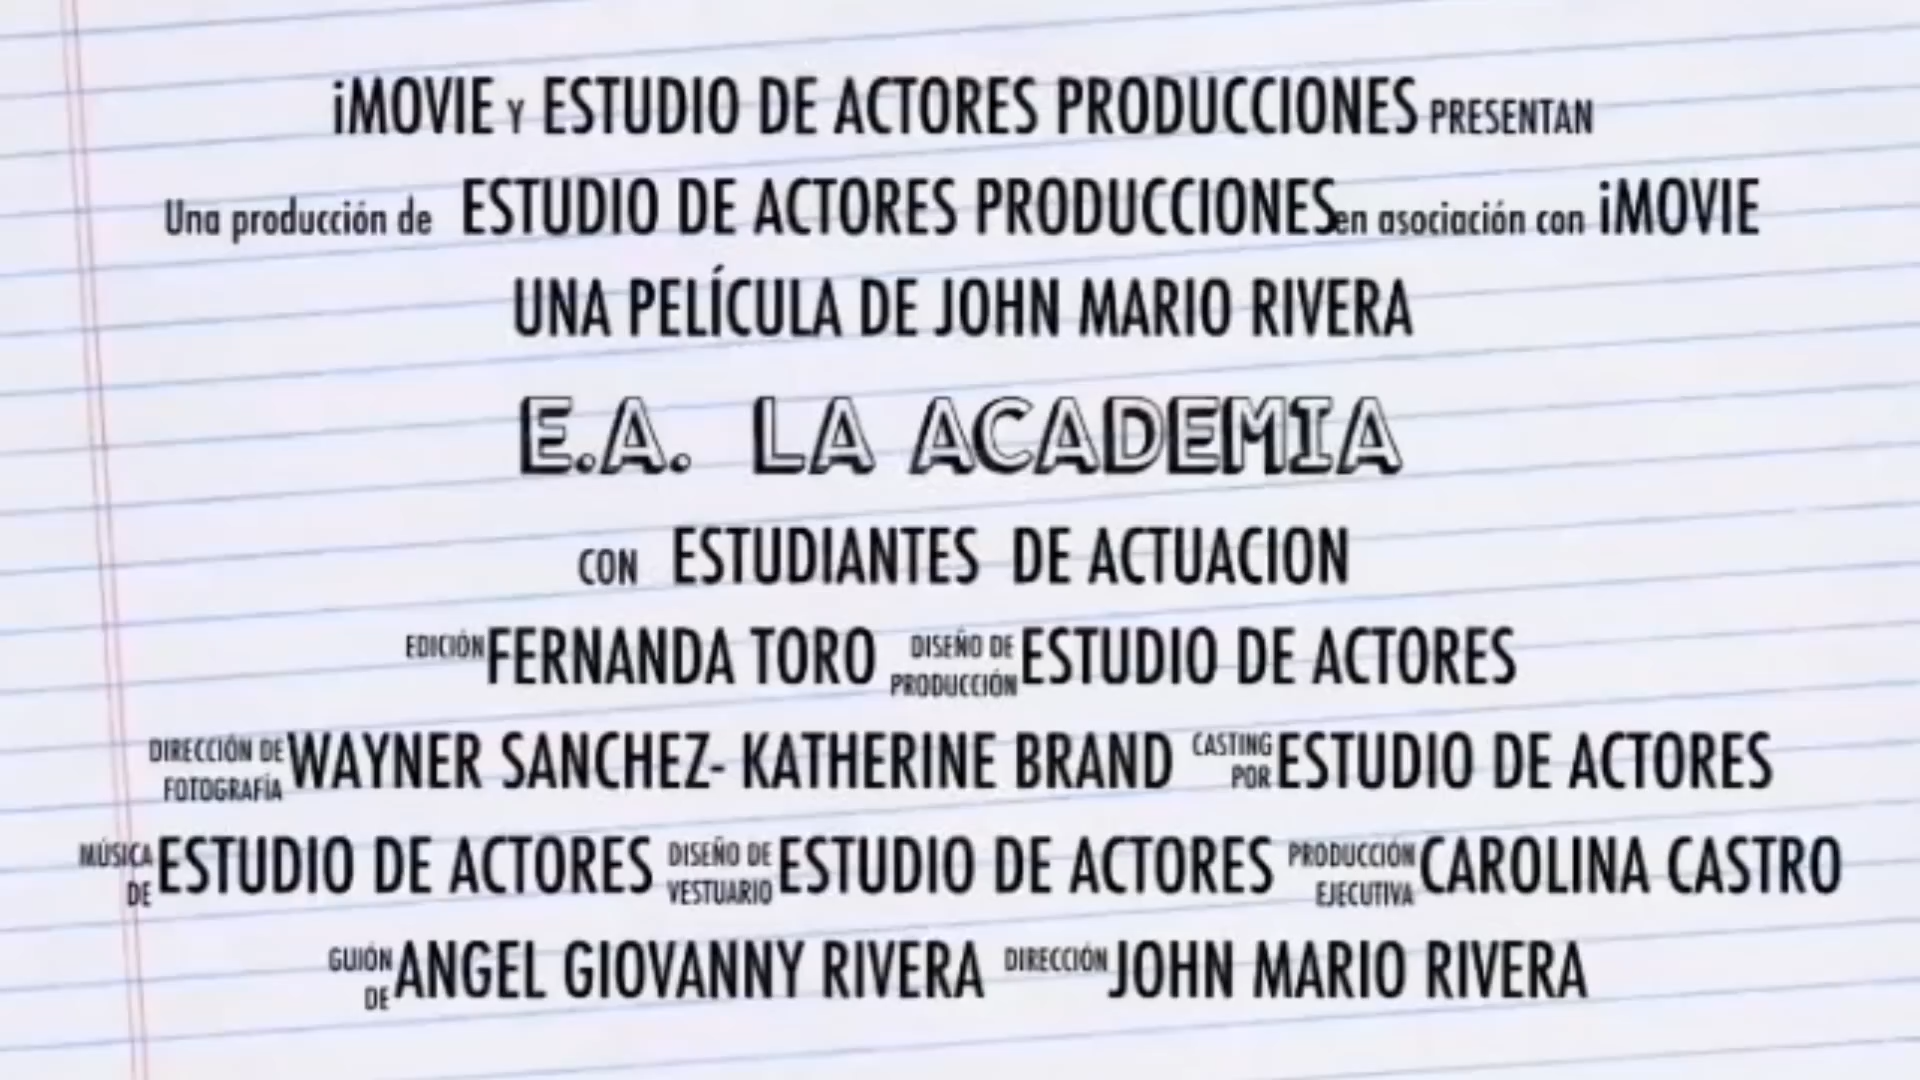 iMOVIE Y ESTUDIO DE ACTORES PRODUCCIONES PRESENTAN
Una producción de ESTUDIO DE ACTORES PRODUCCIONES en asociación con iMOVIE
UNA PELÍCULA DE JOHN MARIO RIVERA
E.A. LA ACADEMIA
CON ESTUDIANTES DE ACTUACION
EDICIÓN FERNANDA TORO DISEÑO DE PRODUCCIÓN ESTUDIO DE ACTORES
DIRECCIÓN DE FOTOGRAFÍA WAYNER SANCHEZ- KATHERINE BRAND CASTING POR ESTUDIO DE ACTORES
MÚSICA DE ESTUDIO DE ACTORES DISEÑO DE VESTUARIO ESTUDIO DE ACTORES PRODUCCIÓN EJECUTIVA CAROLINA CASTRO
GUIÓN DE ANGEL GIOVANNY RIVERA DIRECCIÓN JOHN MARIO RIVERA